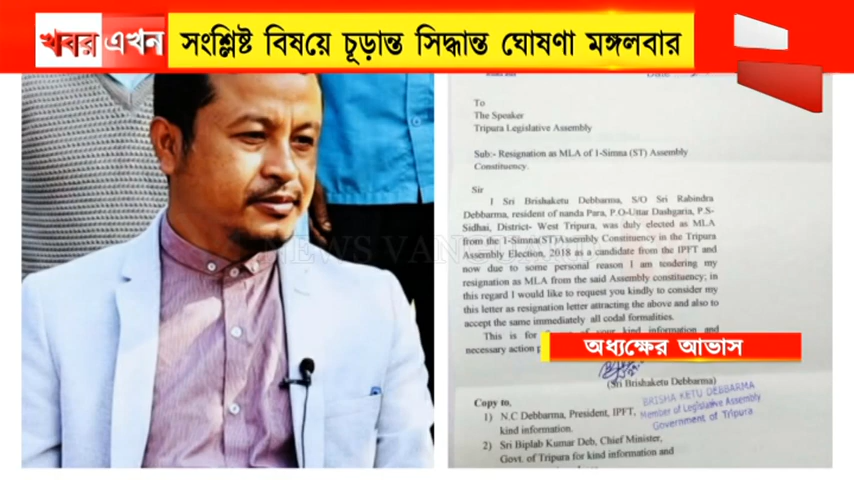 খবর এখন
সংশ্লিষ্ট বিষয়ে চূড়ান্ত সিদ্ধান্ত ঘোষণা মঙ্গলবার
To
The Speaker
Tripura Legislative Assembly
Sub:- Resignation as MLA of 1-Simna (ST) Assembly
Constituency.
Sir
I Sri Brishaketu Debbarma, S/O Sri Rabindra
Debbarma, resident of nanda Para, P.O-Uttar Dashgaria, P.S-
Sidhai, District- West Tripura, was duly elected as MLA
from the 1-Simna(ST)Assembly Constituency in the Tripura
Assembly Election, 2018 as a candidate from the IPFT and
now due to some personal reason I am tendering my
resignation as MLA from the said Assembly constituency; in
this regard I would like to request you kindly to consider my
this letter as resignation letter attracting the above and also to
accept the same immediately all codal formalities.
This is for your kind information and
necessary action
অধ্যক্ষের আভাস
(Sri Brishaketu Debbarma)
BRISHA KETU DEBBARMA
Member of Legislative Assembly
Government of Tripura
Copy to,
1) N.C Debbarma, President, IPFT,
kind information.
2) Sri Biplab Kumar Deb, Chief Minister,
Govt. of Tripura for kind information and
NEWS VAN